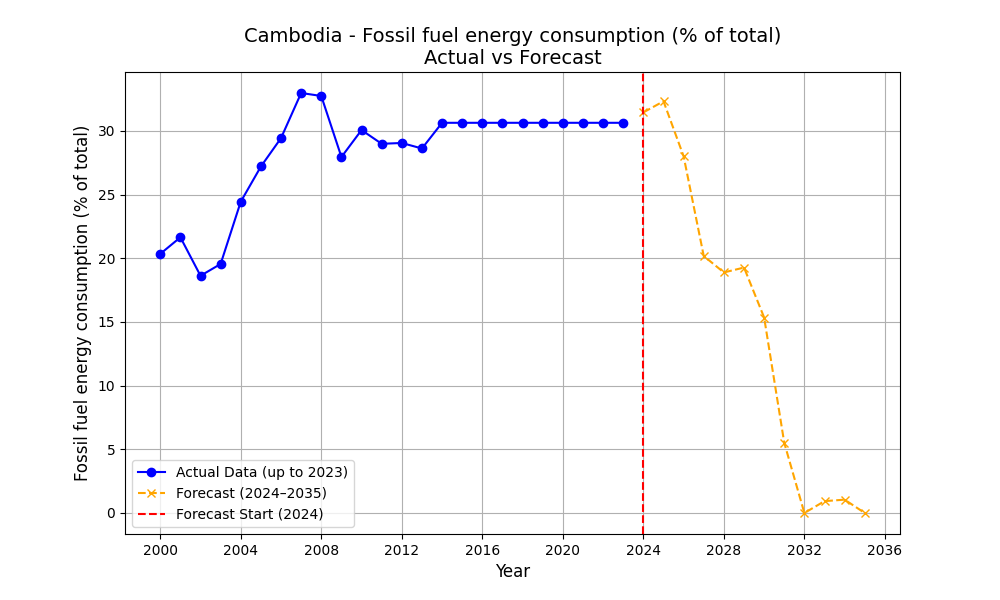 Cambodia - Fossil fuel energy consumption (% of total)
Actual vs Forecast
Fossil fuel energy consumption (% of total)
30
25
20
15
10
5
0
Actual Data (up to 2023)
Forecast (2024–2035)
Forecast Start (2024)
2000 2004 2008 2012 2016 2020 2024 2028 2032 2036
Year